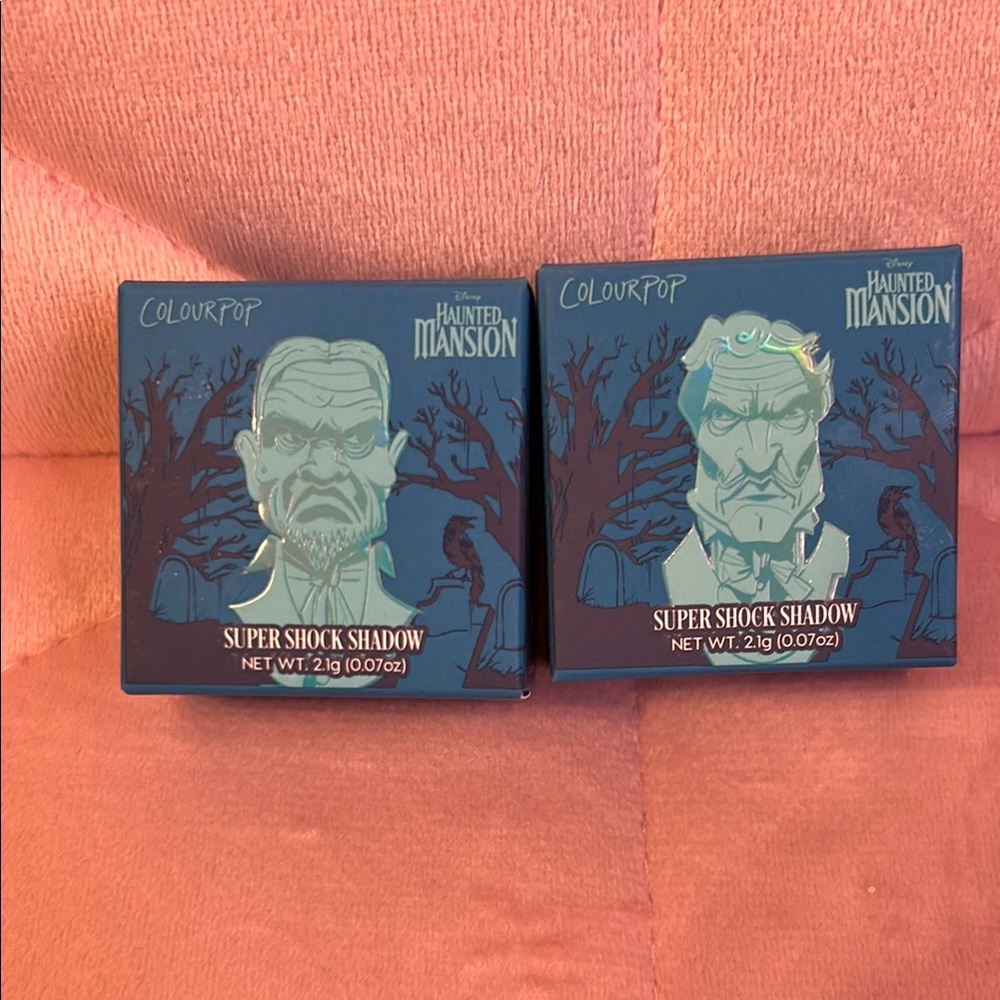 COLOURPOP
Disney
HAUNTED
MANSION
SUPER SHOCK SHADOW
NET WT. 2.1g (0.07oz)
COLOURPOP
Disney
HAUNTED
MANSION
SUPER SHOCK SHADOW
NET WT. 2.1g (0.07oz)